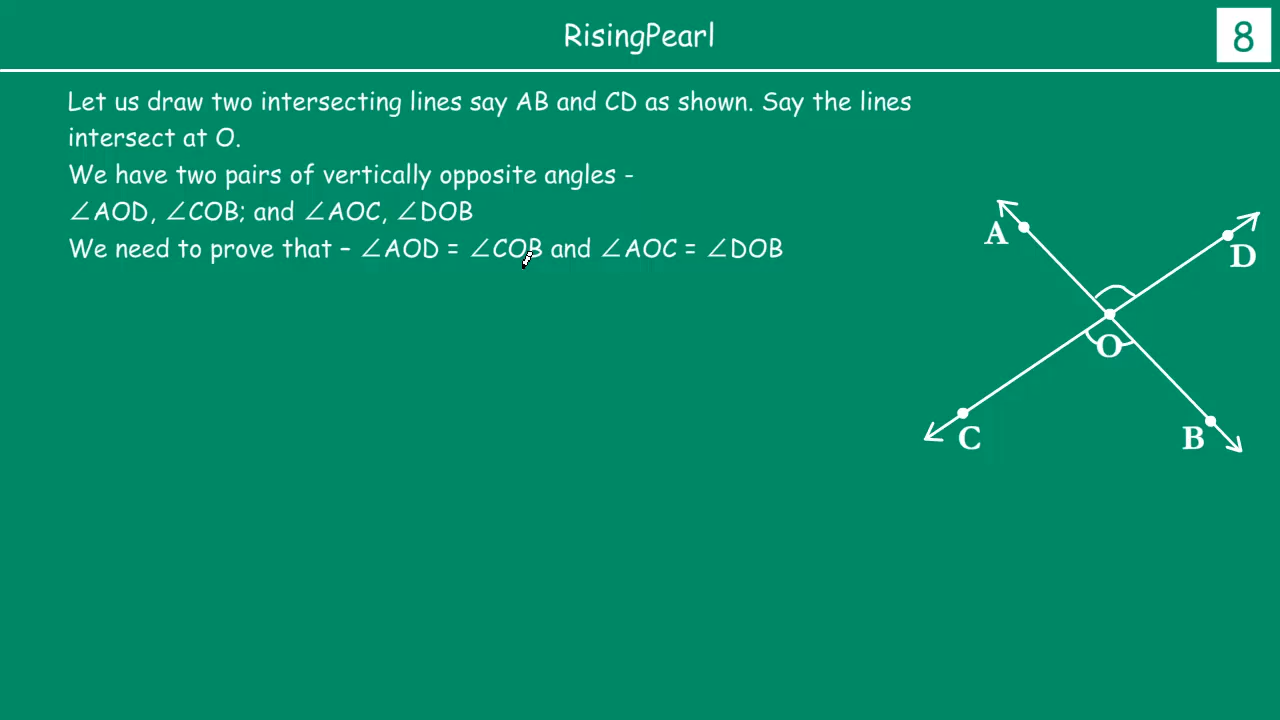 RisingPearl
8
Let us draw two intersecting lines say AB and CD as shown. Say the lines
intersect at O.
We have two pairs of vertically opposite angles -
∠AOD, ∠COB; and ∠AOC, ∠DOB
We need to prove that – ∠AOD = ∠COB and ∠AOC = ∠DOB
A
D
O
C
B